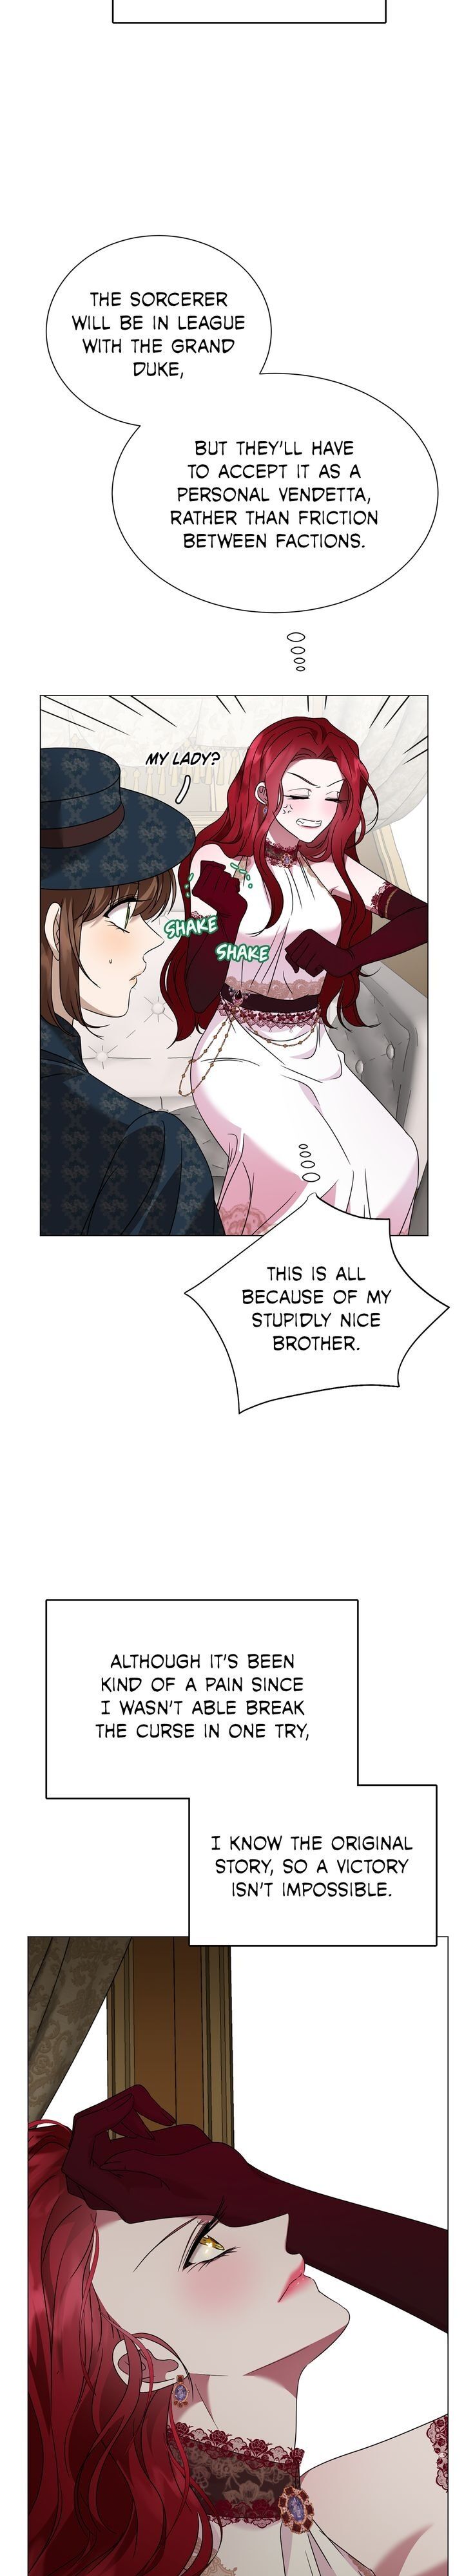 THE SORCERER
WILL BE IN LEAGUE
WITH THE GRAND
DUKE,
BUT THEY'LL HAVE
TO ACCEPT IT AS A
PERSONAL VENDETTA,
RATHER THAN FRICTION
BETWEEN FACTIONS.
MY LADY?
SHAKE
SHAKE
THIS IS ALL
BECAUSE OF MY
STUPIDLY NICE
BROTHER.
ALTHOUGH IT'S BEEN
KIND OF A PAIN SINCE
I WASN'T ABLE BREAK
THE CURSE IN ONE TRY,
I KNOW THE ORIGINAL
STORY, SO A VICTORY
ISN'T IMPOSSIBLE.